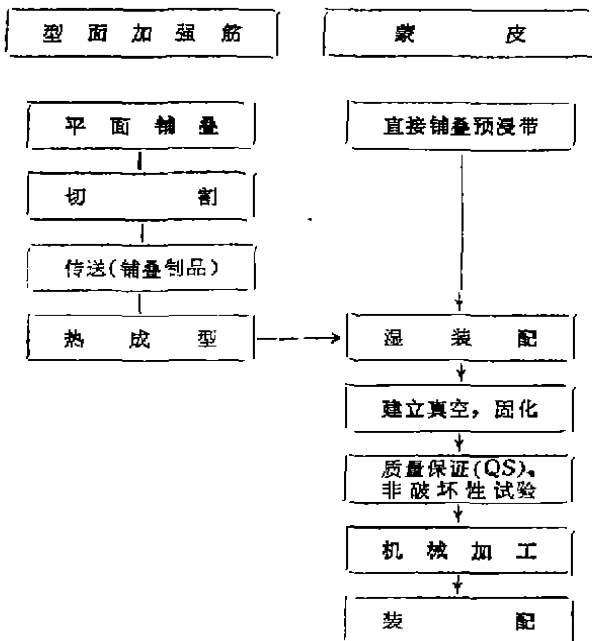 型面加强筋
蒙皮
平面铺叠
直接铺叠预浸带
切割
传送(铺叠制品)
热成型
湿装配
建立真空，固化
质量保证(QS)、
非破坏性试验
机械加工
装配